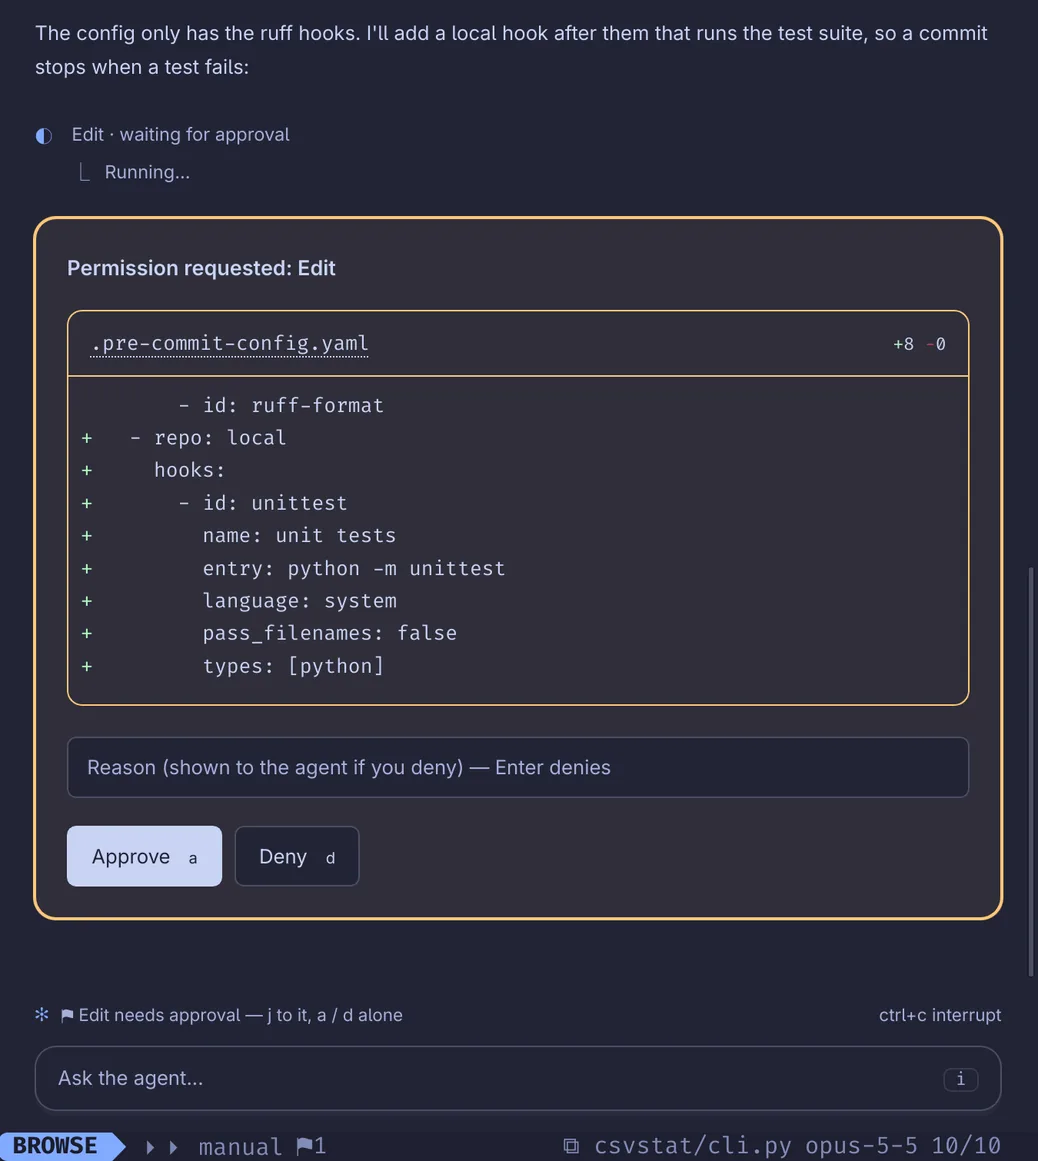 The config only has the ruff hooks. I'll add a local hook after them that runs the test suite, so a commit
stops when a test fails:
Edit · waiting for approval
Running...
Permission requested: Edit
.pre-commit-config.yaml +8 -0
- id: ruff-format
+ - repo: local
+ hooks:
+ - id: unittest
+ name: unit tests
+ entry: python -m unittest
+ language: system
+ pass_filenames: false
+ types: [python]
Reason (shown to the agent if you deny) — Enter denies
Approve a Deny d
Edit needs approval — j to it, a / d alone ctrl+c interrupt
Ask the agent... i
BROWSE manual 1 csvstat/cli.py opus-5-5 10/10